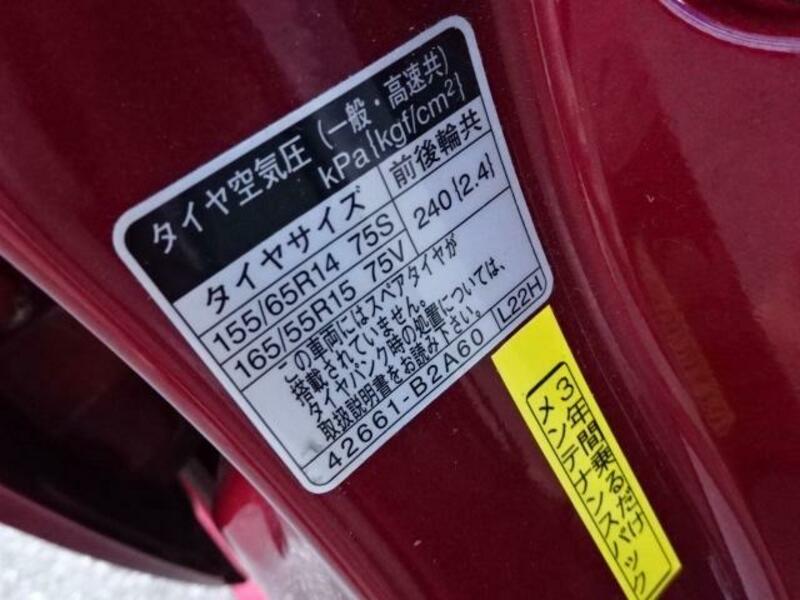 タイヤ空気圧 (一般・高速共)
kPa{kgf/cm²}
タイヤサイズ 前後輪共
155/65R14 75S 240 {2.4}
165/55R15 75V
この車両にはスペアタイヤが
搭載されていません。
タイヤパンク時の処置については、
取扱説明書をお読み下さい。
42661-B2A60 L22H
3年間乗るだけ
メンテナンスパック